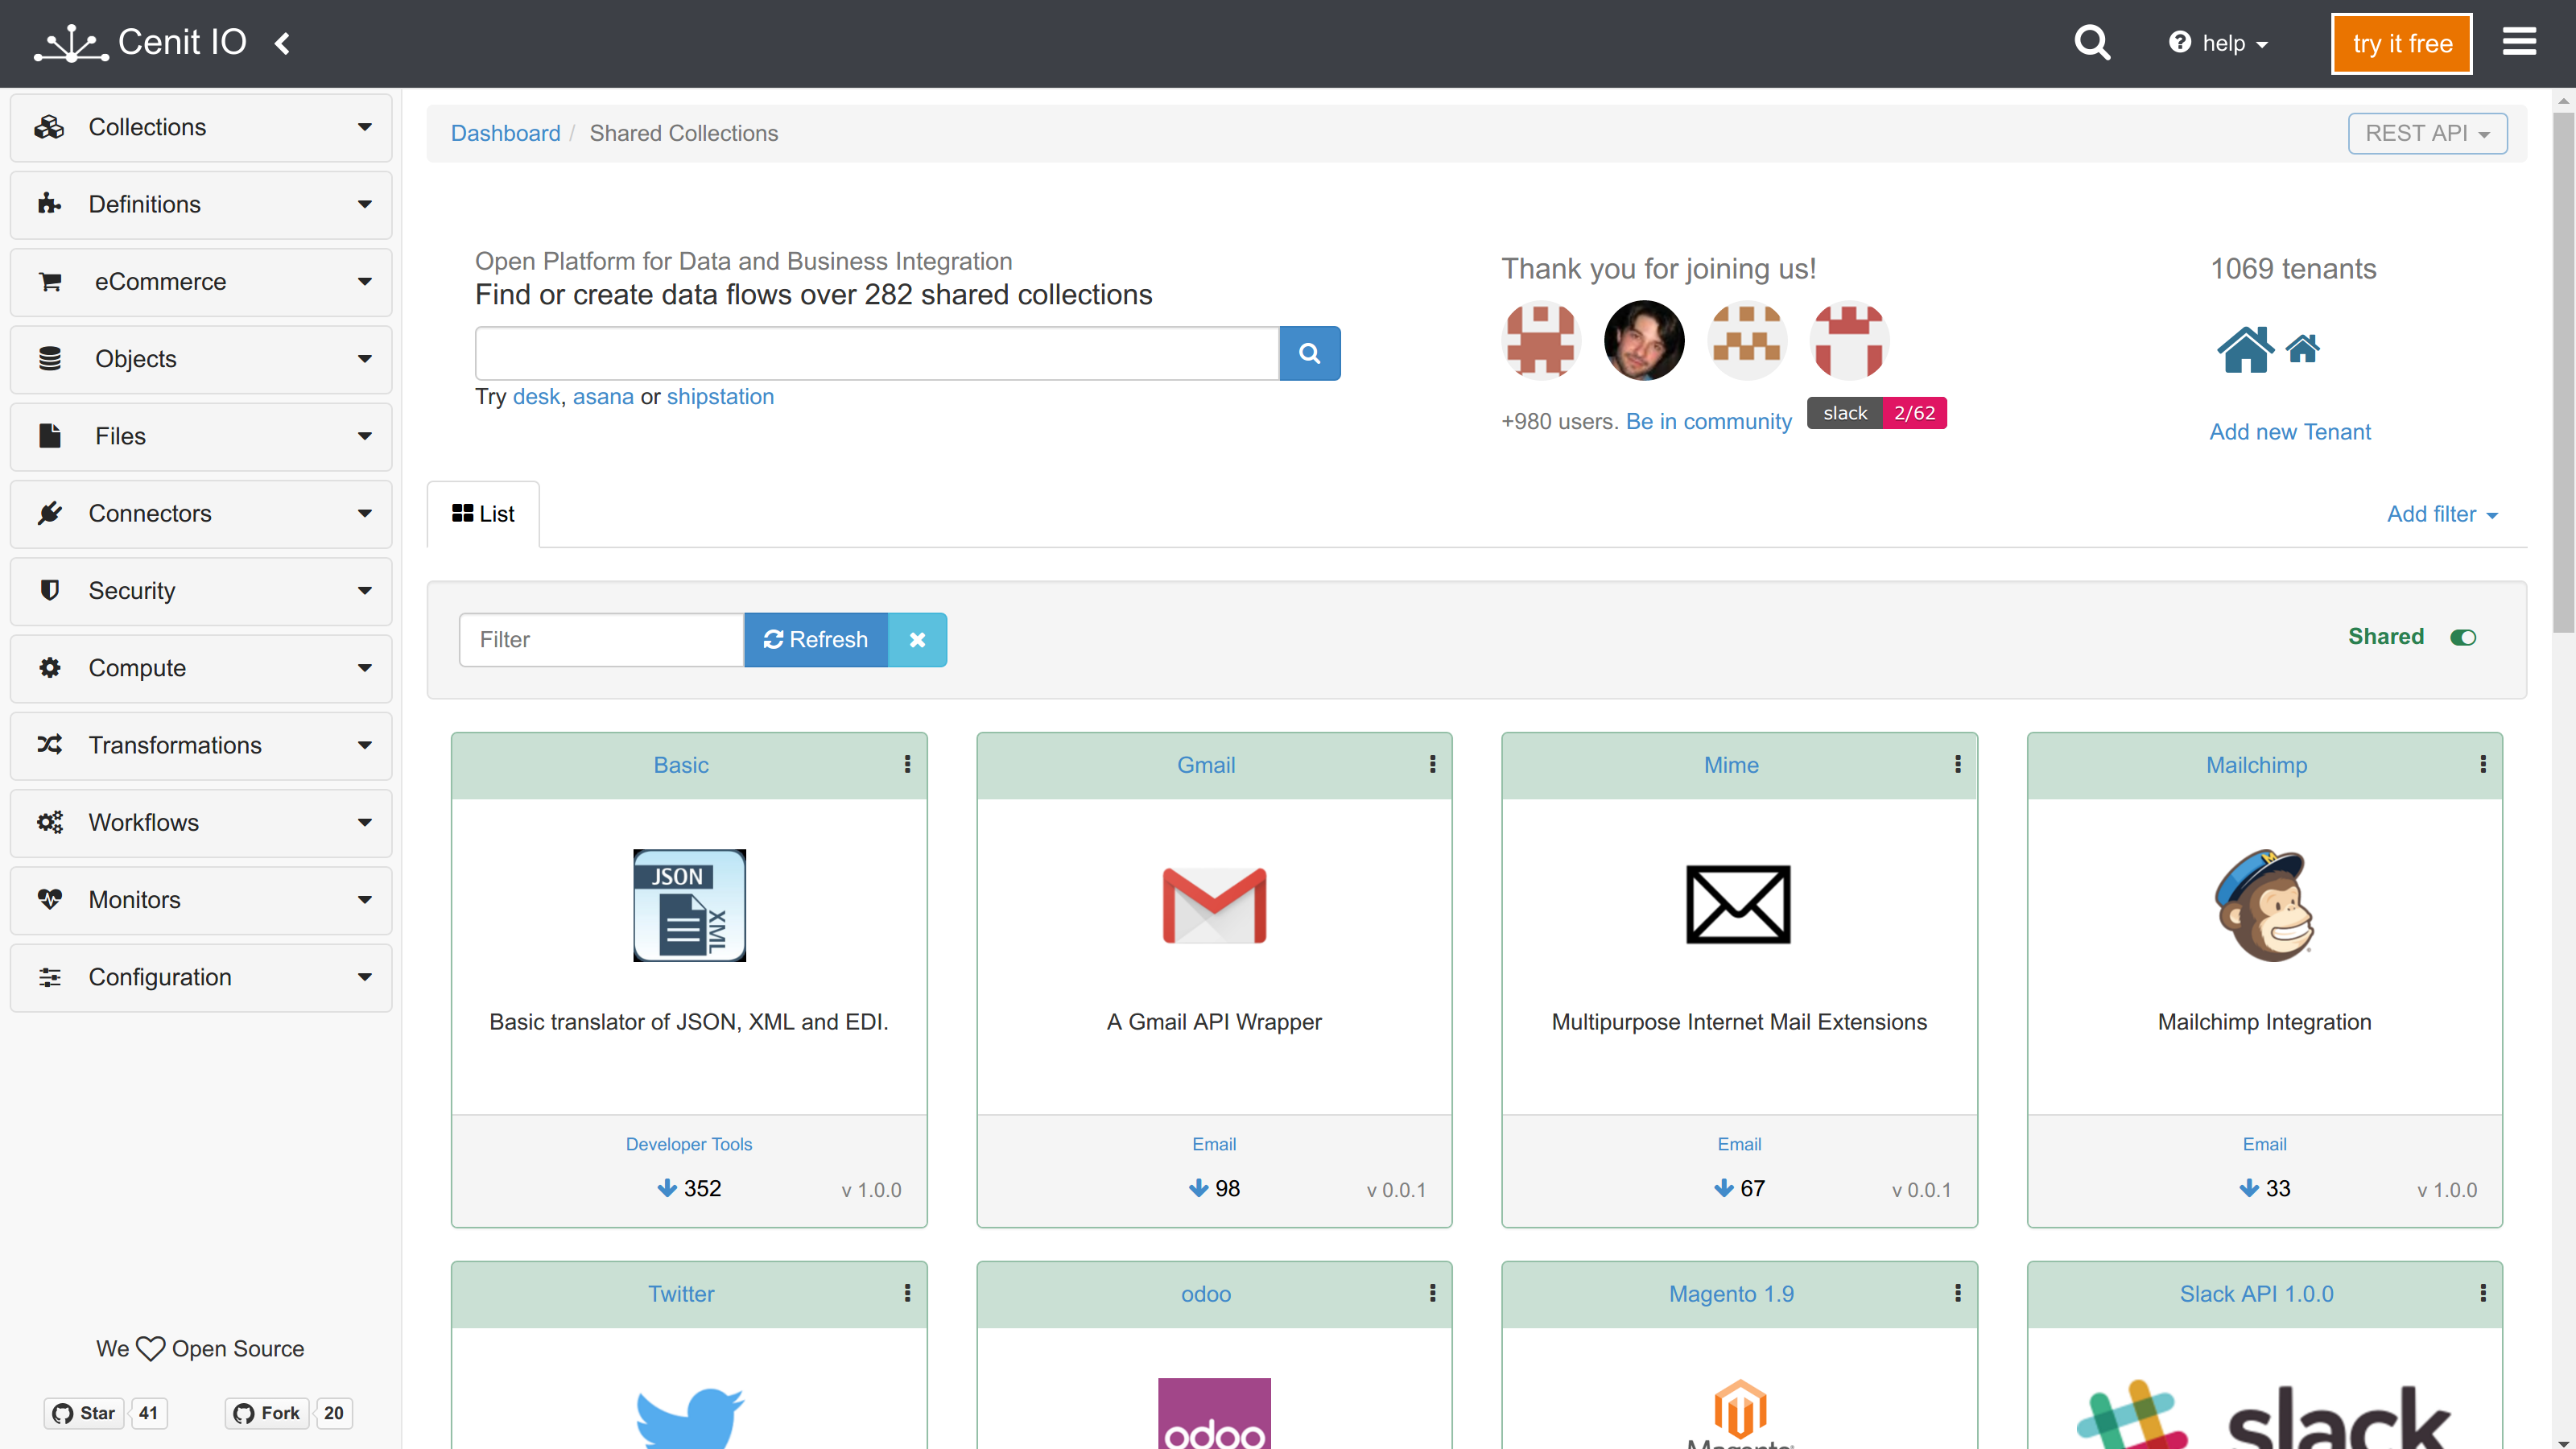 Cenit IO
help
try it free
Collections
Definitions
eCommerce
Objects
Files
Connectors
Security
Compute
Transformations
Workflows
Monitors
Configuration
We Open Source
Star 41 Fork 20
Dashboard / Shared Collections
REST API
Open Platform for Data and Business Integration
Find or create data flows over 282 shared collections
Try desk, asana or shipstation
Thank you for joining us!
+980 users. Be in community slack 2/62
1069 tenants
Add new Tenant
List
Add filter
Filter Refresh
Shared
Basic
JSON
XML
Basic translator of JSON, XML and EDI.
Developer Tools
352 v 1.0.0
Gmail
A Gmail API Wrapper
Email
98 v 0.0.1
Mime
Multipurpose Internet Mail Extensions
Email
67 v 0.0.1
Mailchimp
Mailchimp Integration
Email
33 v 1.0.0
Twitter
odoo
odoo
Magento 1.9
Magento
Slack API 1.0.0
slack